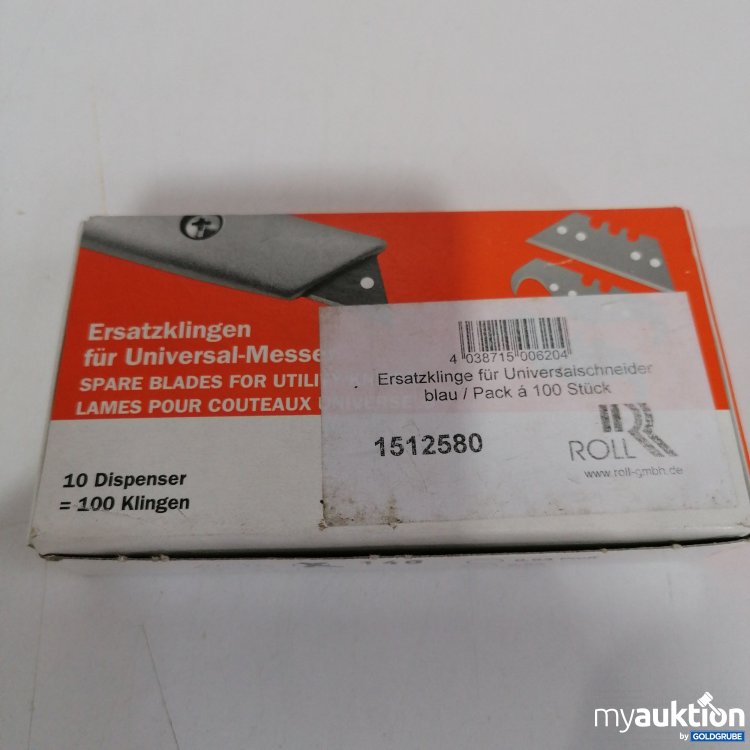 Ersatzklingen
für Universal-Messe
SPARE BLADES FOR
LAMES POUR COUTEAUX
10 Dispenser
= 100 Klingen
4 038715 006204
Ersatzklinge für Universalschneider
blau / Pack á 100 Stück
1512580
ROLL
www.roll-gmbh.de
myauktion
by GOLDGRUBE